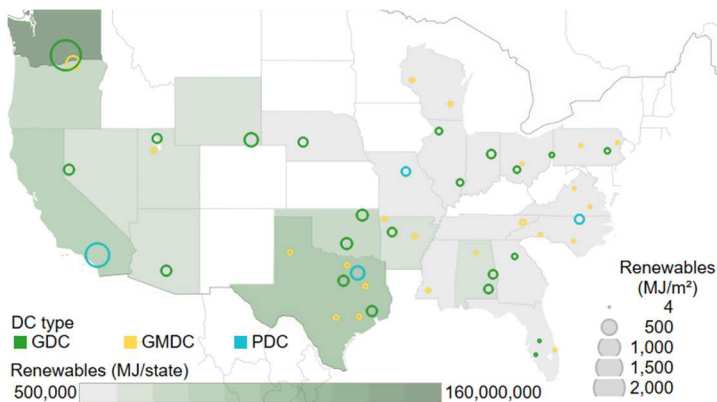 Renewables
(MJ/m²)
4
500
1,000
1,500
2,000
DC type
GDC GMDC PDC
Renewables (MJ/state)
500,000 160,000,000